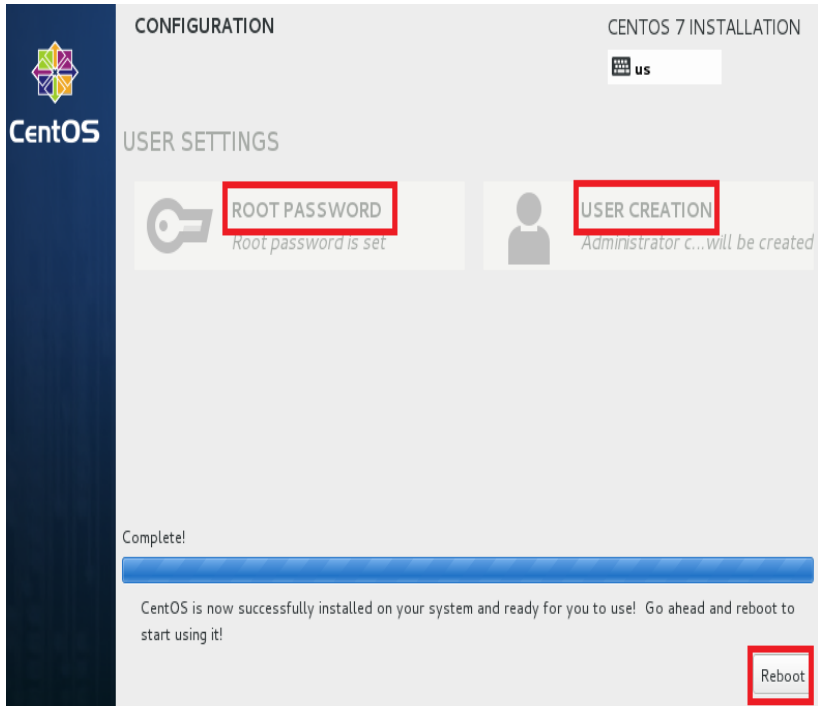 CONFIGURATION
CENTOS 7 INSTALLATION
us
CentOS
USER SETTINGS
ROOT PASSWORD
Root password is set
USER CREATION
Administrator c...will be created
Complete!
CentOS is now successfully installed on your system and ready for you to use! Go ahead and reboot to
start using it!
Reboot